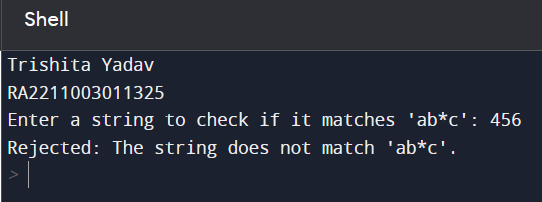 Shell
Trishita Yadav
RA2211003011325
Enter a string to check if it matches 'ab*c': 456
Rejected: The string does not match 'ab*c'.
>